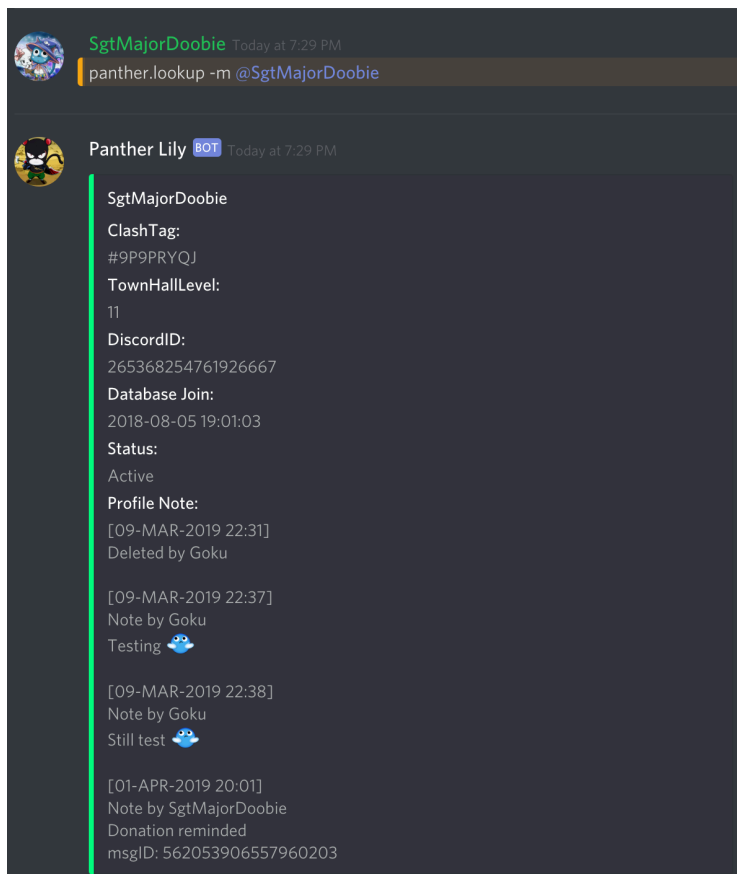 SgtMajorDoobie Today at 7:29 PM
panther.lookup -m @SgtMajorDoobie
Panther Lily BOT Today at 7:29 PM
SgtMajorDoobie
ClashTag:
#9P9PRYQJ
TownHallLevel:
11
DiscordID:
265368254761926667
Database Join:
2018-08-05 19:01:03
Status:
Active
Profile Note:
[09-MAR-2019 22:31]
Deleted by Goku
[09-MAR-2019 22:37]
Note by Goku
Testing
[09-MAR-2019 22:38]
Note by Goku
Still test
[01-APR-2019 20:01]
Note by SgtMajorDoobie
Donation reminded
msgID: 562053906557960203